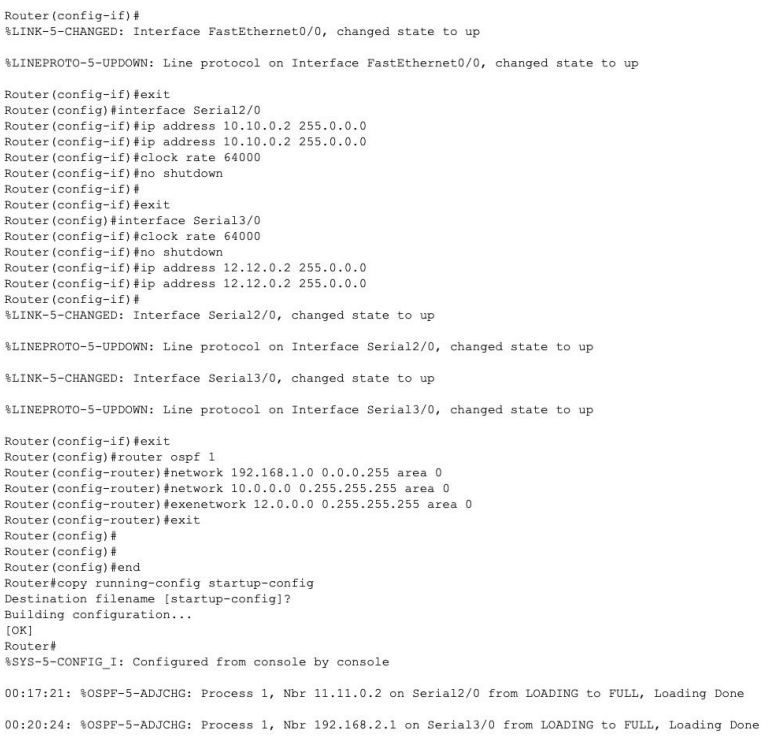 Router(config-if)#
%LINK-5-CHANGED: Interface FastEthernet0/0, changed state to up
%LINEPROTO-5-UPDOWN: Line protocol on Interface FastEthernet0/0, changed state to up
Router(config-if)#exit
Router(config)#interface Serial2/0
Router(config-if)#ip address 10.10.0.2 255.0.0.0
Router(config-if)#ip address 10.10.0.2 255.0.0.0
Router(config-if)#clock rate 64000
Router(config-if)#no shutdown
Router(config-if)#
Router(config-if)#exit
Router(config)#interface Serial3/0
Router(config-if)#clock rate 64000
Router(config-if)#no shutdown
Router(config-if)#ip address 12.12.0.2 255.0.0.0
Router(config-if)#ip address 12.12.0.2 255.0.0.0
Router(config-if)#
%LINK-5-CHANGED: Interface Serial2/0, changed state to up
%LINEPROTO-5-UPDOWN: Line protocol on Interface Serial2/0, changed state to up
%LINK-5-CHANGED: Interface Serial3/0, changed state to up
%LINEPROTO-5-UPDOWN: Line protocol on Interface Serial3/0, changed state to up
Router(config-if)#exit
Router(config)#router ospf 1
Router(config-router)#network 192.168.1.0 0.0.0.255 area 0
Router(config-router)#network 10.0.0.0 0.255.255.255 area 0
Router(config-router)#exenetwork 12.0.0.0 0.255.255.255 area 0
Router(config-router)#exit
Router(config)#
Router(config)#
Router(config)#end
Router#copy running-config startup-config
Destination filename [startup-config]?
Building configuration...
[OK]
Router#
%SYS-5-CONFIG_I: Configured from console by console
00:17:21: %OSPF-5-ADJCHG: Process 1, Nbr 11.11.0.2 on Serial2/0 from LOADING to FULL, Loading Done
00:20:24: %OSPF-5-ADJCHG: Process 1, Nbr 192.168.2.1 on Serial3/0 from LOADING to FULL, Loading Done